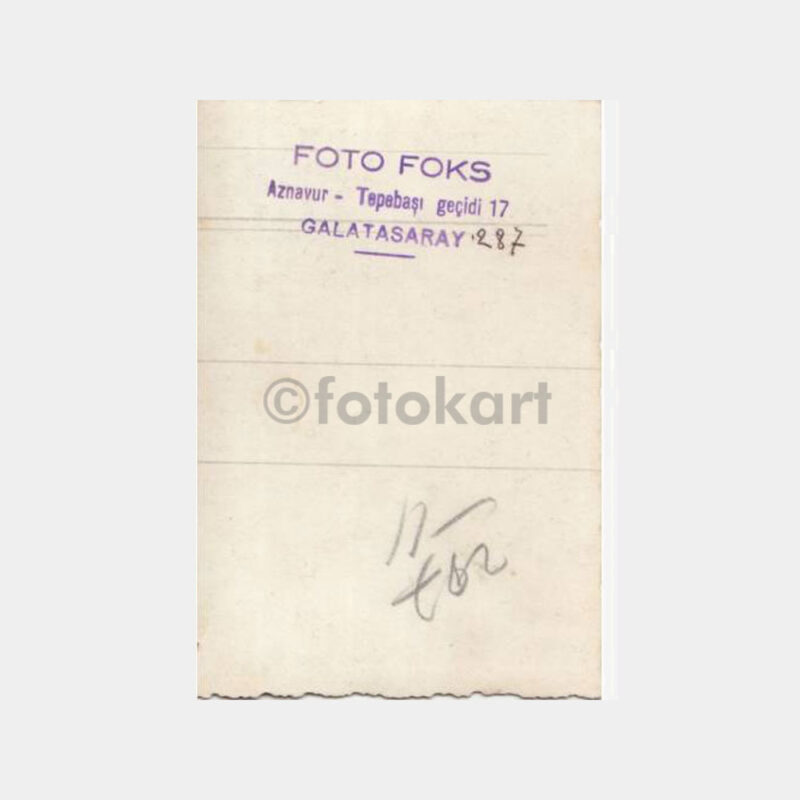 FOTO FOKS
Aznavur - Tepebaşı geçidi 17
GALATASARAY .287
©fotokart